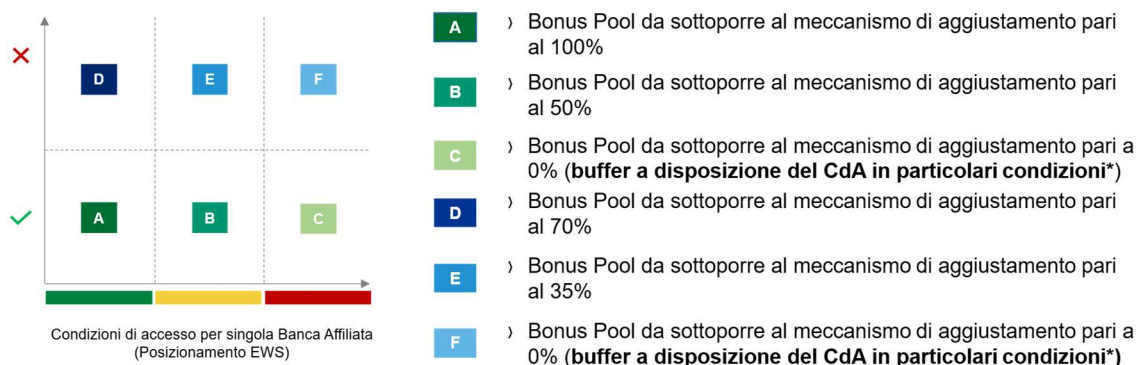 D
E
F
A
B
C
Condizioni di accesso per singola Banca Affiliata
(Posizionamento EWS)
A
› Bonus Pool da sottoporre al meccanismo di aggiustamento pari
al 100%
B
› Bonus Pool da sottoporre al meccanismo di aggiustamento pari
al 50%
C
› Bonus Pool da sottoporre al meccanismo di aggiustamento pari a
0% (buffer a disposizione del CdA in particolari condizioni*)
D
› Bonus Pool da sottoporre al meccanismo di aggiustamento pari
al 70%
E
› Bonus Pool da sottoporre al meccanismo di aggiustamento pari
al 35%
F
› Bonus Pool da sottoporre al meccanismo di aggiustamento pari a
0% (buffer a disposizione del CdA in particolari condizioni*)